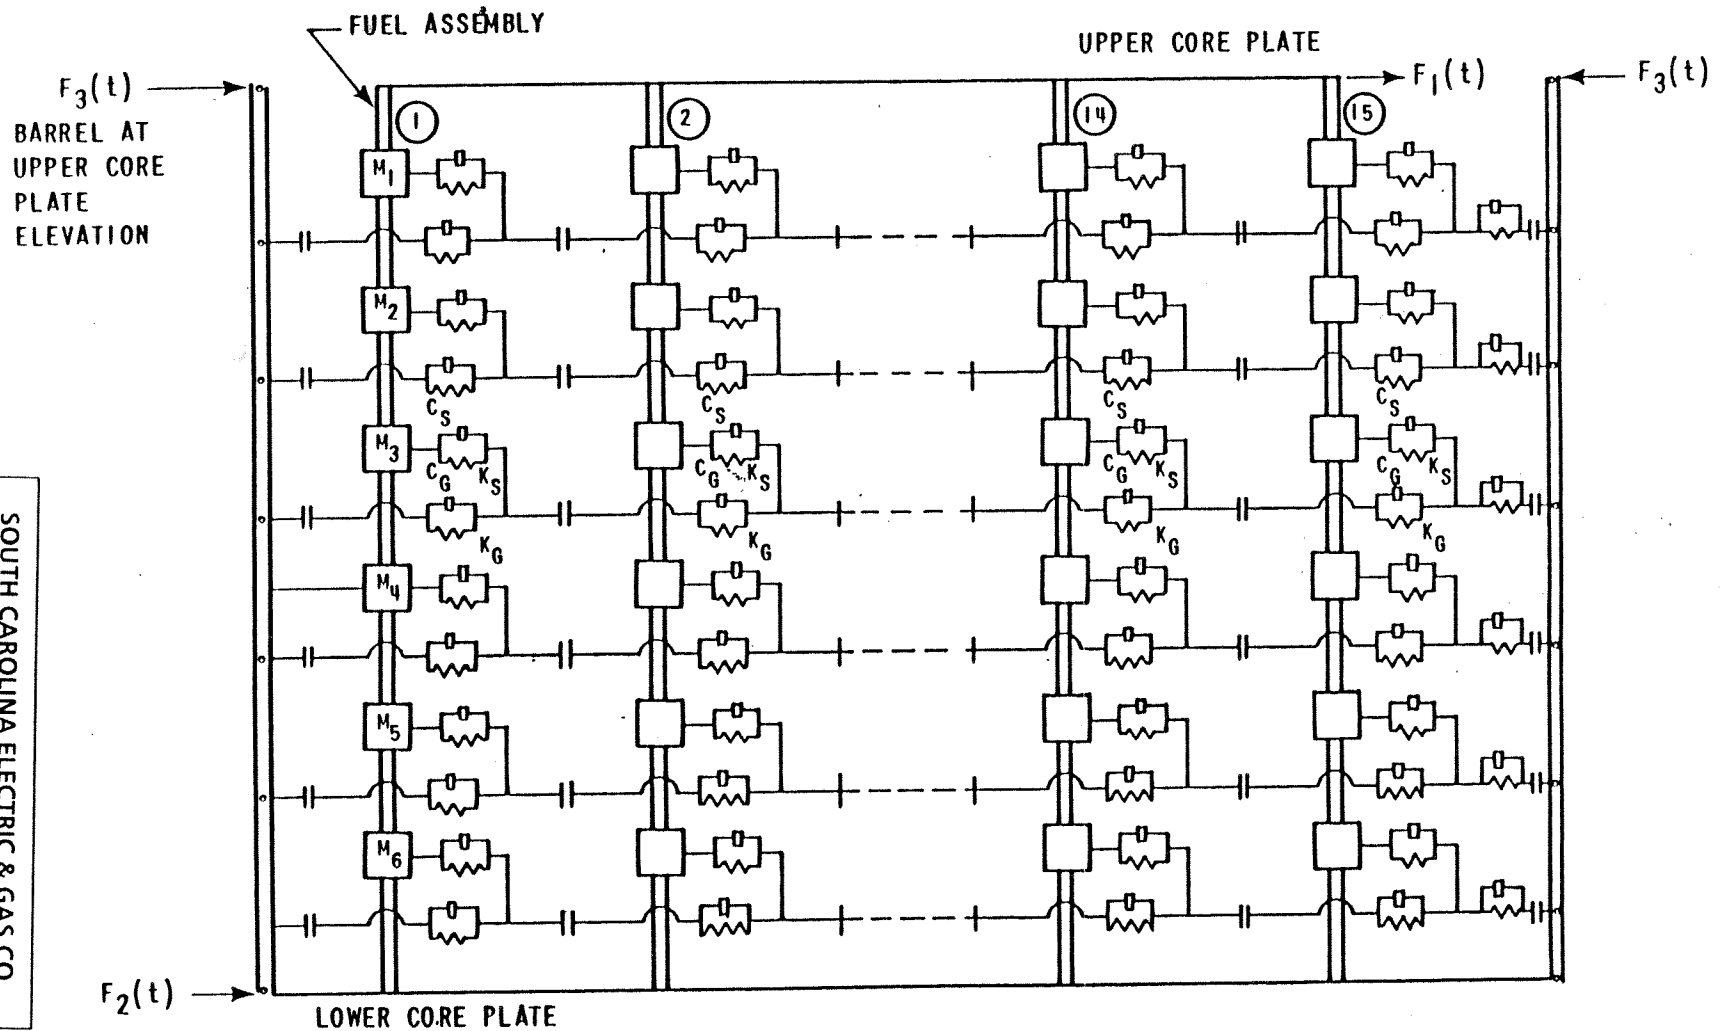 FUEL ASSEMBLY
UPPER CORE PLATE
F3(t)
F1(t)
F3(t)
BARREL AT
UPPER CORE
PLATE
ELEVATION
1
2
14
15
M1
M2
CS
CS
CS
CS
M3
CG
KS
CG
KS
CG
KS
CG
KS
KG
KG
KG
KG
M4
M5
M6
F2(t)
LOWER CORE PLATE
SOUTH CAROLINA ELECTRIC & GAS CO